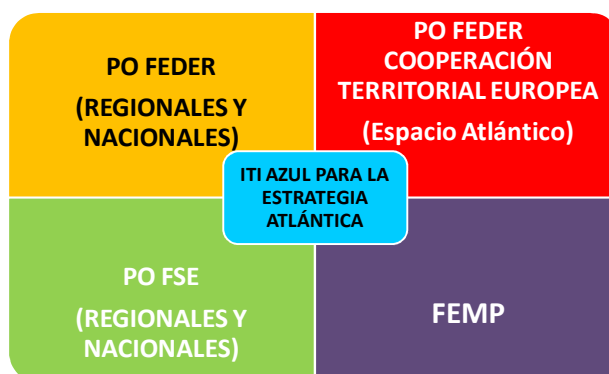 PO FEDER
(REGIONALES Y
NACIONALES)
PO FEDER
COOPERACIÓN
TERRITORIAL EUROPEA
(Espacio Atlántico)
ITI AZUL PARA LA
ESTRATEGIA
ATLÁNTICA
PO FSE
(REGIONALES Y
NACIONALES)
FEMP